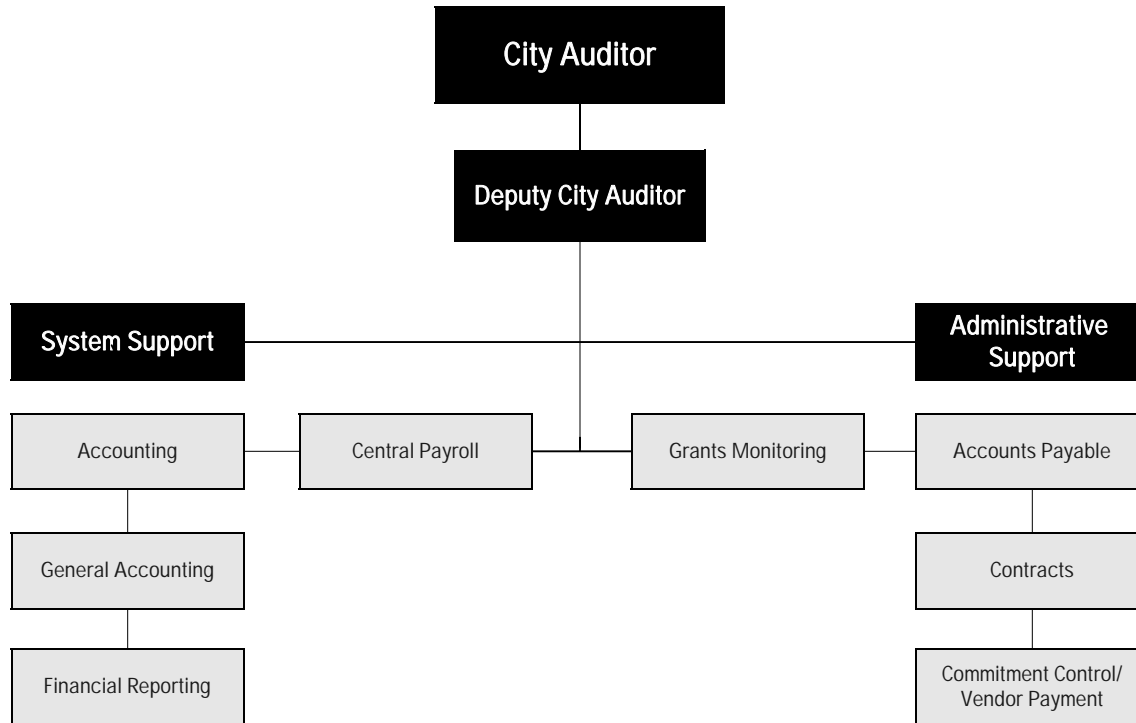 City Auditor
Deputy City Auditor
System Support
Administrative
Support
Accounting
Central Payroll
Grants Monitoring
Accounts Payable
General Accounting
Contracts
Financial Reporting
Commitment Control/
Vendor Payment